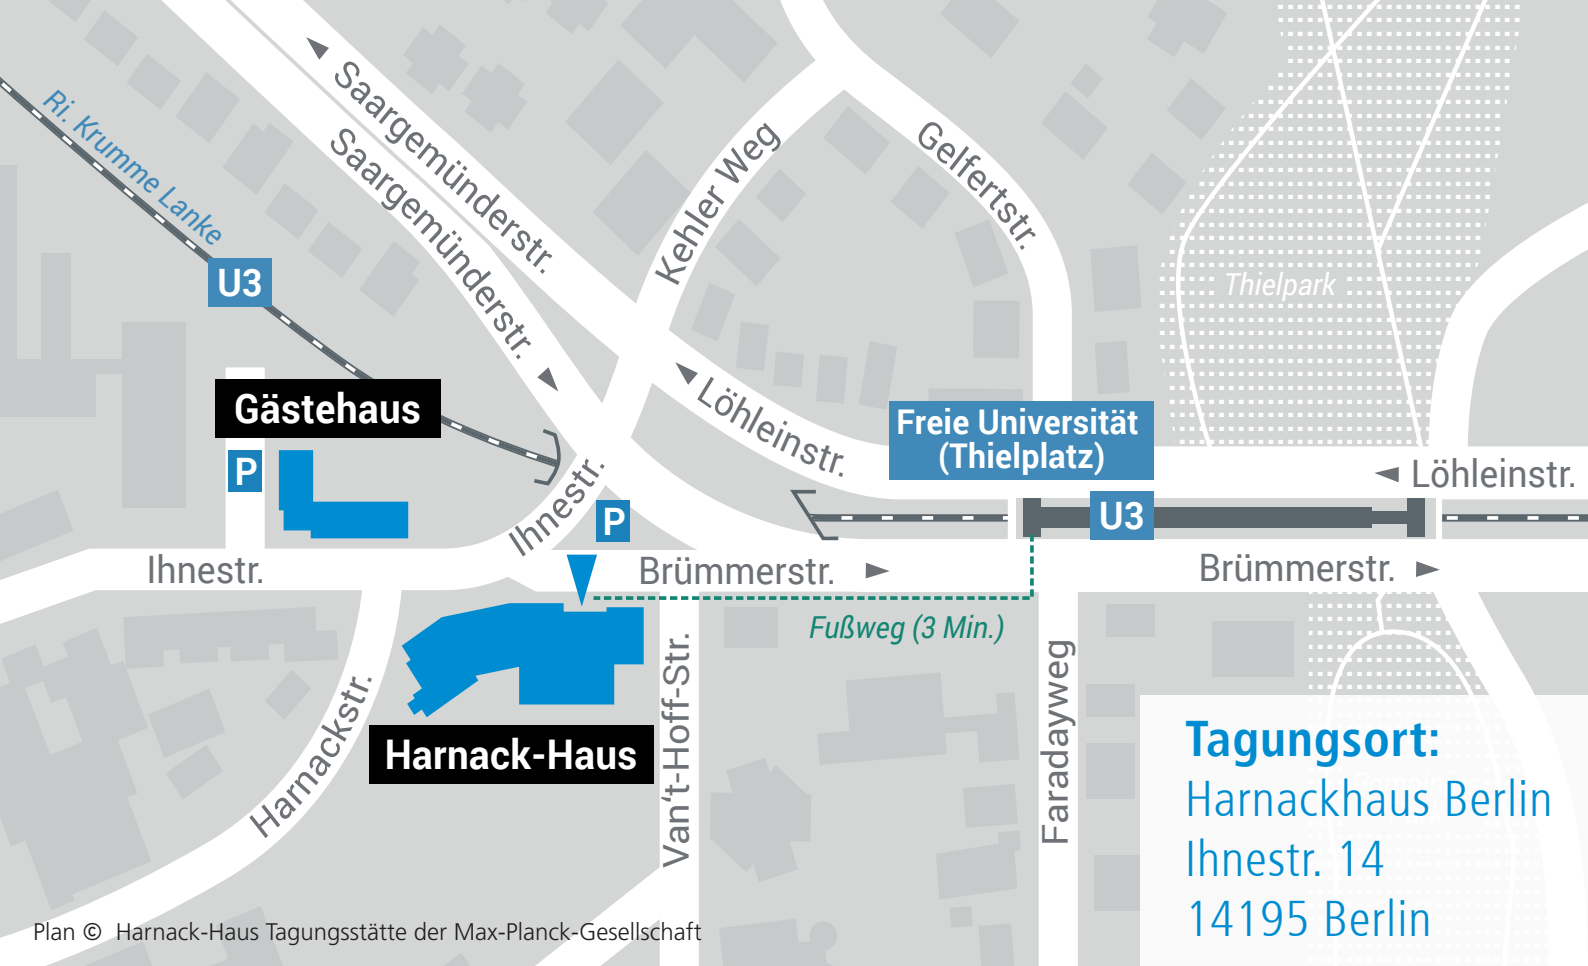 Saargemünderstr.
Saargemünderstr.
Ri. Krumme Lanke
U3
Kehler Weg
Gelfertstr.
Thielpark
Gästehaus
P
Löhleinstr.
Freie Universität
(Thielplatz)
U3
Löhleinstr.
Ihnestr.
P
Ihnestr.
Brümmerstr.
Brümmerstr.
Fußweg (3 Min.)
Harnackstr.
Harnack-Haus
Van't-Hoff-Str.
Faradayweg
Tagungsort:
Harnackhaus Berlin
Ihnestr. 14
14195 Berlin
Plan © Harnack-Haus Tagungsstätte der Max-Planck-Gesellschaft